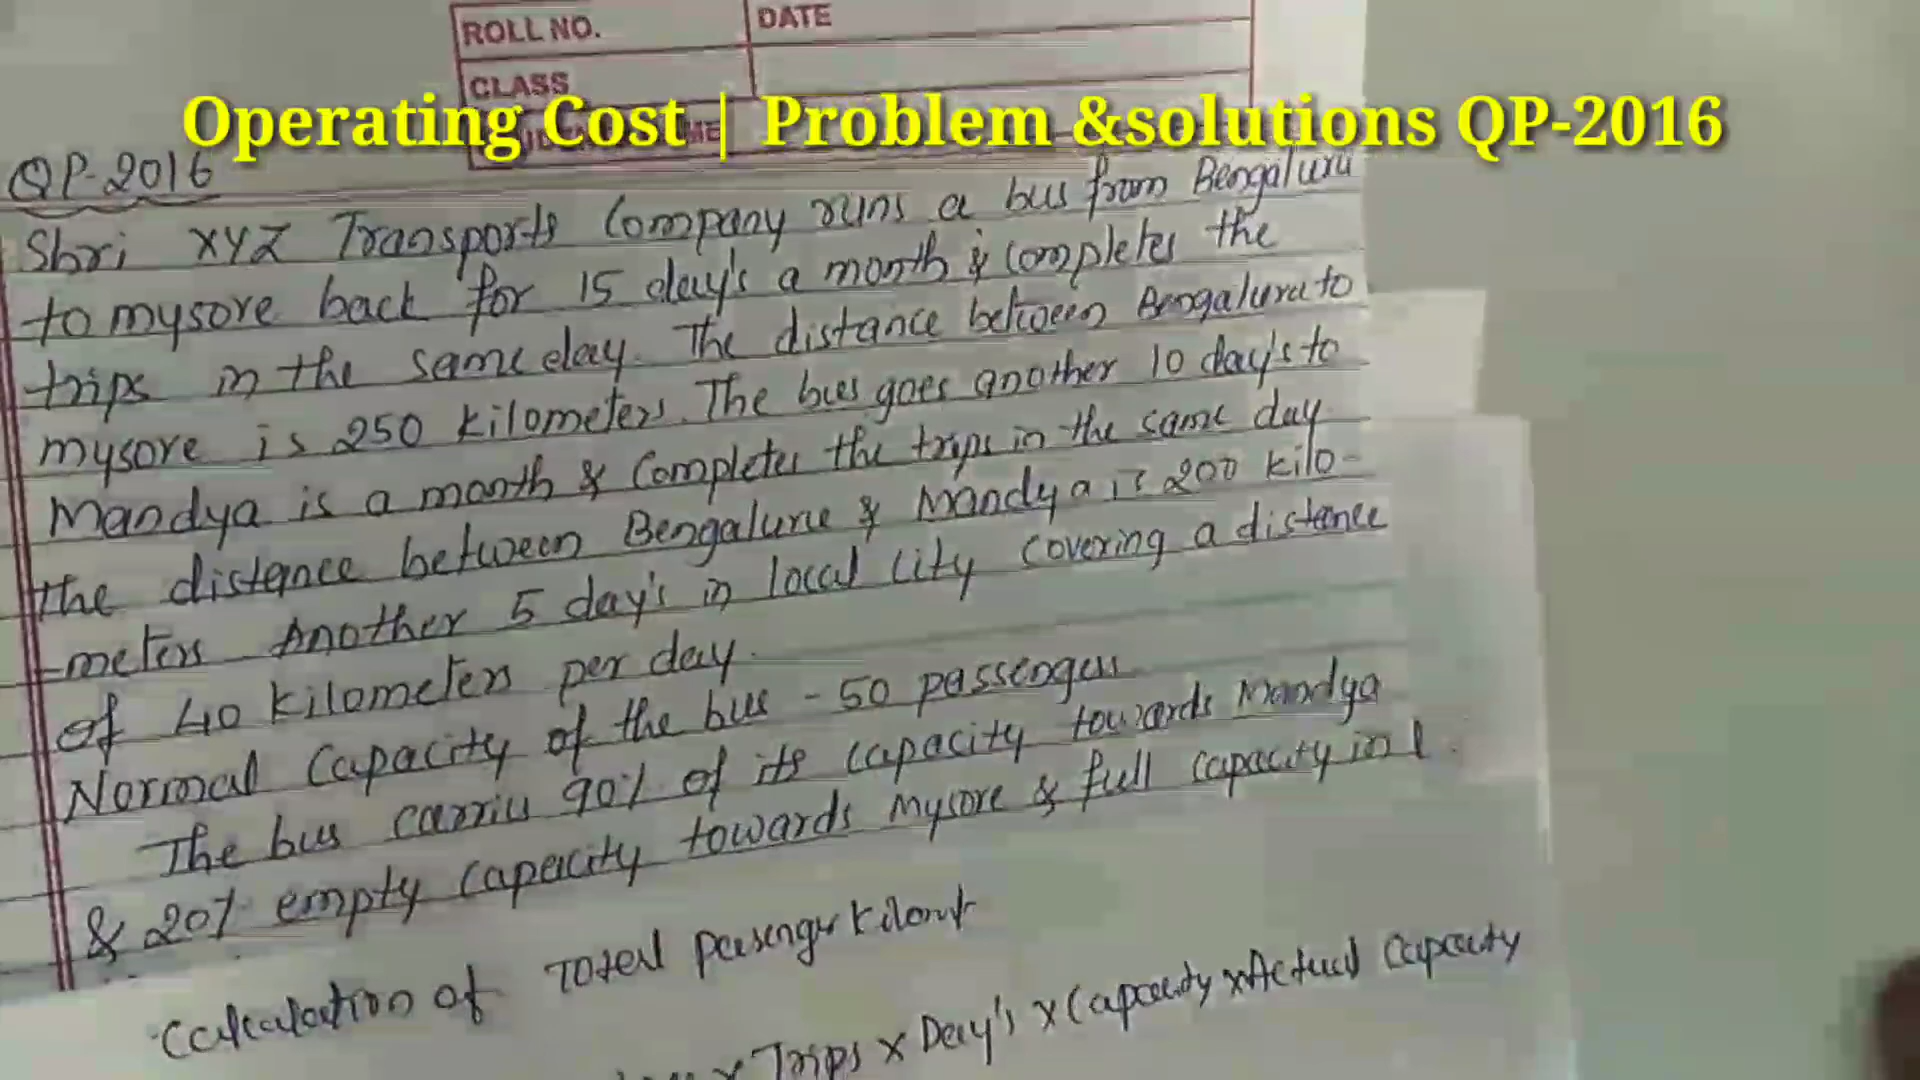 ROLL NO.
DATE
CLASS
Operating Cost | Problem &solutions QP-2016
QP-2016
Shri XYZ Transports Company runs a bus from Bengaluru
to mysore back for 15 day's a month & completes the
trips in the same day. The distance between Bengaluru to
mysore is 250 kilometers. The bus goes another 10 day's to
Mandya is a month & Completes the trips in the same day
the distance between Bengaluru & Mandya is 200 kilo-
-meters Another 5 day's in local city covering a distance
of 40 kilometers per day.
Normal Capacity of the bus - 50 passengers
The bus carries 90% of its capacity towards Mandya
& 20% empty capacity towards Mysore & full capacity in l
Calculation of Total passenger
x Trips x Day's x Capacity x Actual Capacity